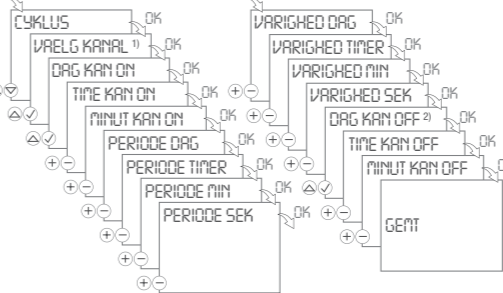 CYKLUS
OK
VAELG KANAL 1)
OK
DAG KAN ON
OK
TIME KAN ON
OK
MINUT KAN ON
OK
PERIODE DAG
OK
PERIODE TIMER
OK
PERIODE MIN
OK
PERIODE SEK
OK
VARIGHED DAG
OK
VARIGHED TIMER
OK
VARIGHED MIN
OK
VARIGHED SEK
OK
DAG KAN OFF 2)
OK
TIME KAN OFF
OK
MINUT KAN OFF
GEMT